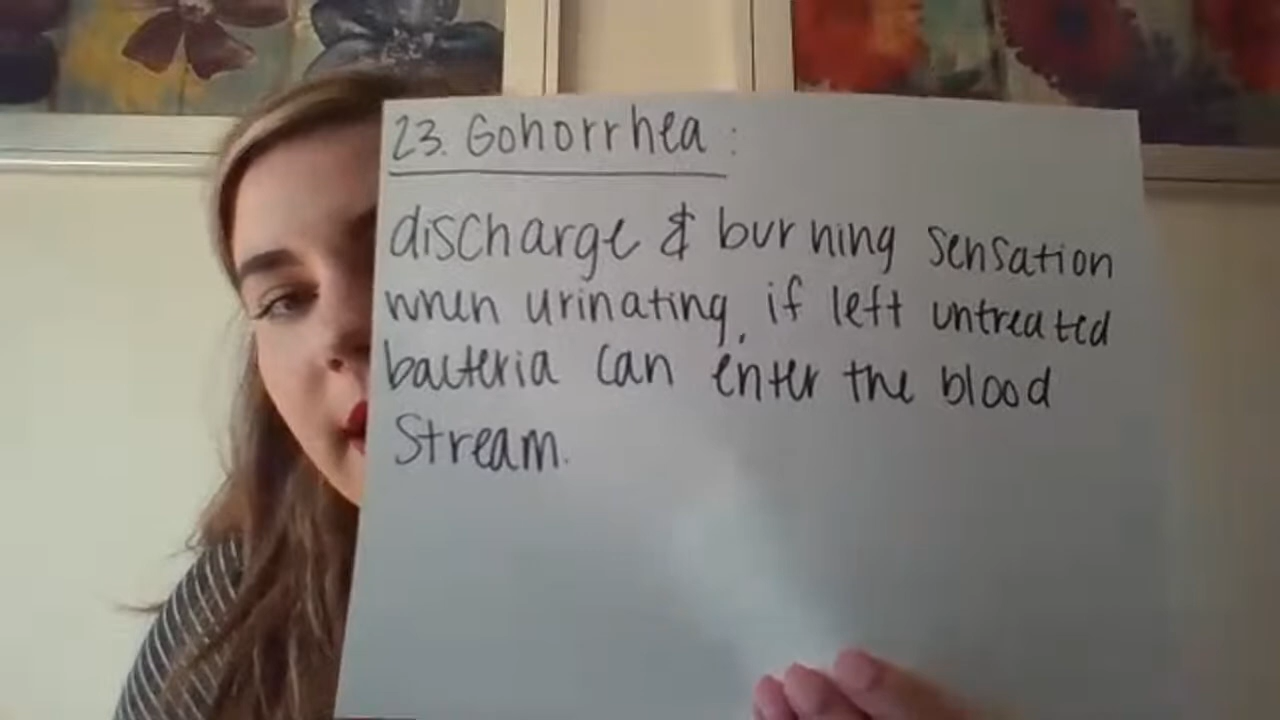 23. Gonorrhea :
discharge & burning sensation
when urinating, if left untreated
bacteria can enter the blood
Stream.